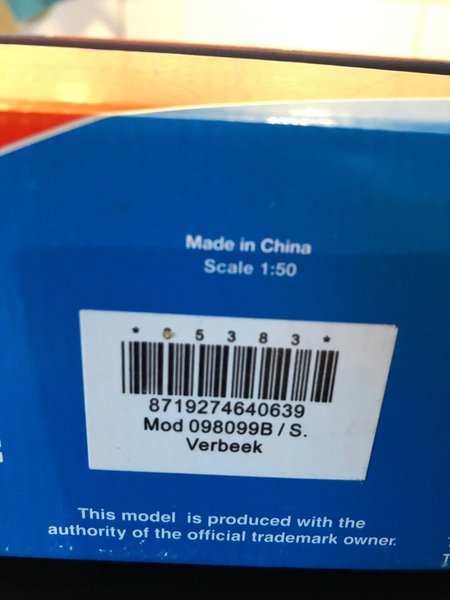 Made in China
Scale 1:50
* 5 3 8 3 *
8719274640639
Mod 098099B / S.
Verbeek
This model is produced with the
authority of the official trademark owner.